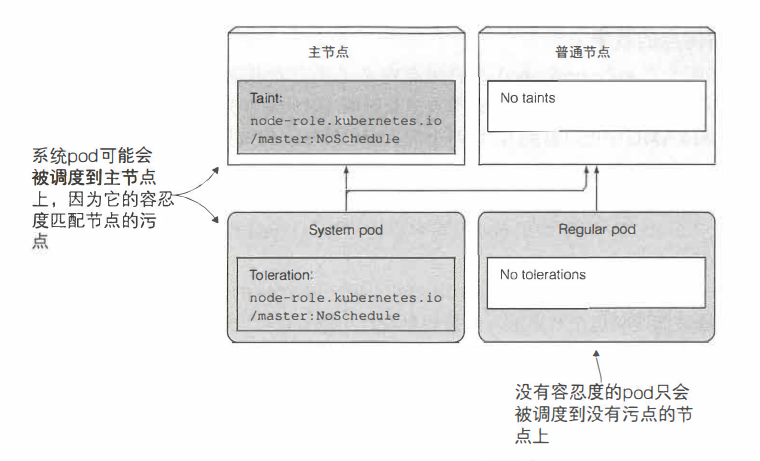 主节点
普通节点
Taint:
node-role.kubernetes.io
/master:NoSchedule
No taints
系统pod可能会
被调度到主节点
上，因为它的容忍
度匹配节点的污
点
System pod
Regular pod
Toleration:
node-role.kubernetes.io
/master:NoSchedule
No tolerations
没有容忍度的pod只会
被调度到没有污点的节
点上